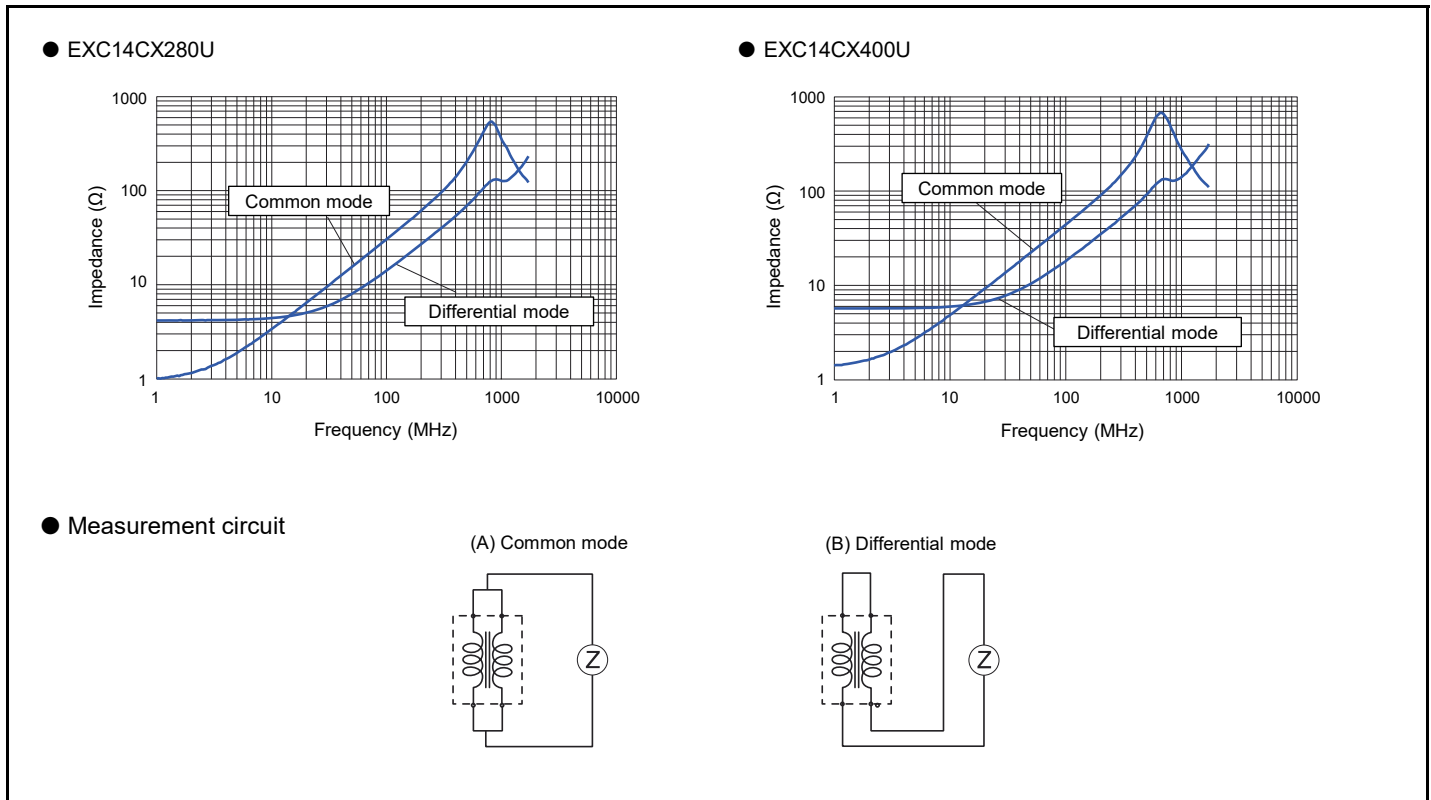 ● EXC14CX280U
1000
100
10
1
Impedance (Ω)
Common mode
Differential mode
1 10 100 1000 10000
Frequency (MHz)
● EXC14CX400U
1000
100
10
1
Impedance (Ω)
Common mode
Differential mode
1 10 100 1000 10000
Frequency (MHz)
● Measurement circuit
(A) Common mode
Z
(B) Differential mode
Z